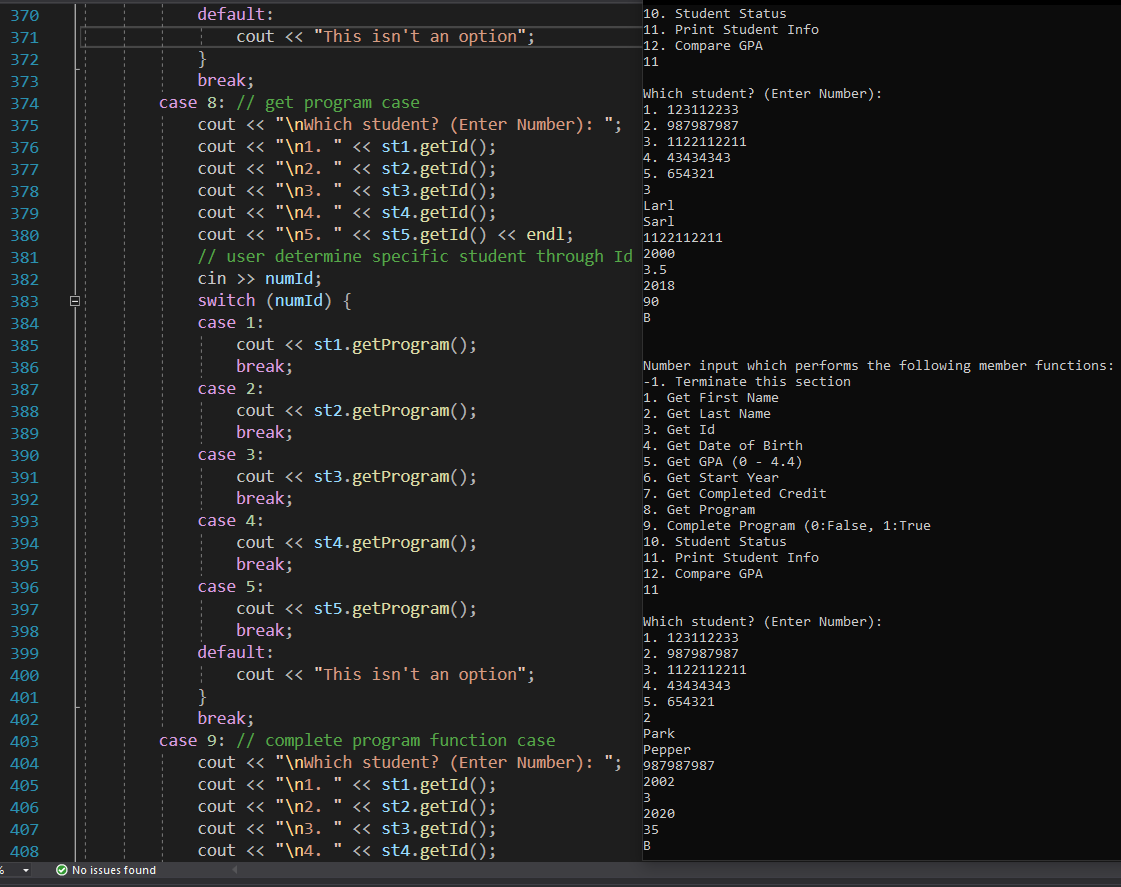 370 default:
371 cout << "This isn't an option";
372 }
373 break;
374 case 8: // get program case
375 cout << "\nWhich student? (Enter Number): ";
376 cout << "\n1. " << st1.getId();
377 cout << "\n2. " << st2.getId();
378 cout << "\n3. " << st3.getId();
379 cout << "\n4. " << st4.getId();
380 cout << "\n5. " << st5.getId() << endl;
381 // user determine specific student through Id
382 cin >> numId;
383 switch (numId) {
384 case 1:
385 cout << st1.getProgram();
386 break;
387 case 2:
388 cout << st2.getProgram();
389 break;
390 case 3:
391 cout << st3.getProgram();
392 break;
393 case 4:
394 cout << st4.getProgram();
395 break;
396 case 5:
397 cout << st5.getProgram();
398 break;
399 default:
400 cout << "This isn't an option";
401 }
402 break;
403 case 9: // complete program function case
404 cout << "\nWhich student? (Enter Number): ";
405 cout << "\n1. " << st1.getId();
406 cout << "\n2. " << st2.getId();
407 cout << "\n3. " << st3.getId();
408 cout << "\n4. " << st4.getId();
% No issues found
10. Student Status
11. Print Student Info
12. Compare GPA
11
Which student? (Enter Number):
1. 123112233
2. 987987987
3. 1122112211
4. 43434343
5. 654321
3
Larl
Sarl
1122112211
2000
3.5
2018
90
B
Number input which performs the following member functions:
-1. Terminate this section
1. Get First Name
2. Get Last Name
3. Get Id
4. Get Date of Birth
5. Get GPA (0 - 4.4)
6. Get Start Year
7. Get Completed Credit
8. Get Program
9. Complete Program (0:False, 1:True
10. Student Status
11. Print Student Info
12. Compare GPA
11
Which student? (Enter Number):
1. 123112233
2. 987987987
3. 1122112211
4. 43434343
5. 654321
2
Park
Pepper
987987987
2002
3
2020
35
B